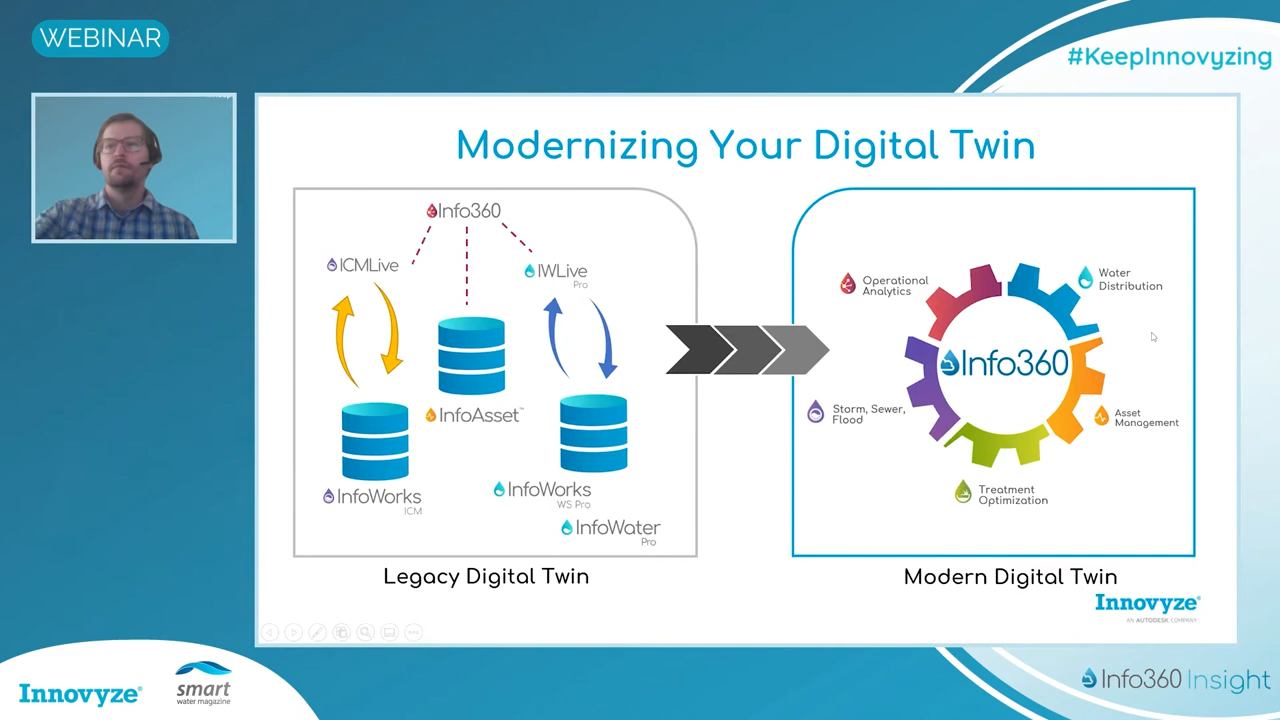 WEBINAR
#KeepInnovyzing
Modernizing Your Digital Twin
Info360
ICMLive
IWLive
Pro
InfoAsset™
InfoWorks
ICM
InfoWorks
WS Pro
InfoWater
Pro
Legacy Digital Twin
Operational
Analytics
Water
Distribution
Info360
Storm, Sewer,
Flood
Asset
Management
Treatment
Optimization
Modern Digital Twin
Innovyze®
AN AUTODESK COMPANY
Innovyze®
smart
water magazine
Info360 Insight